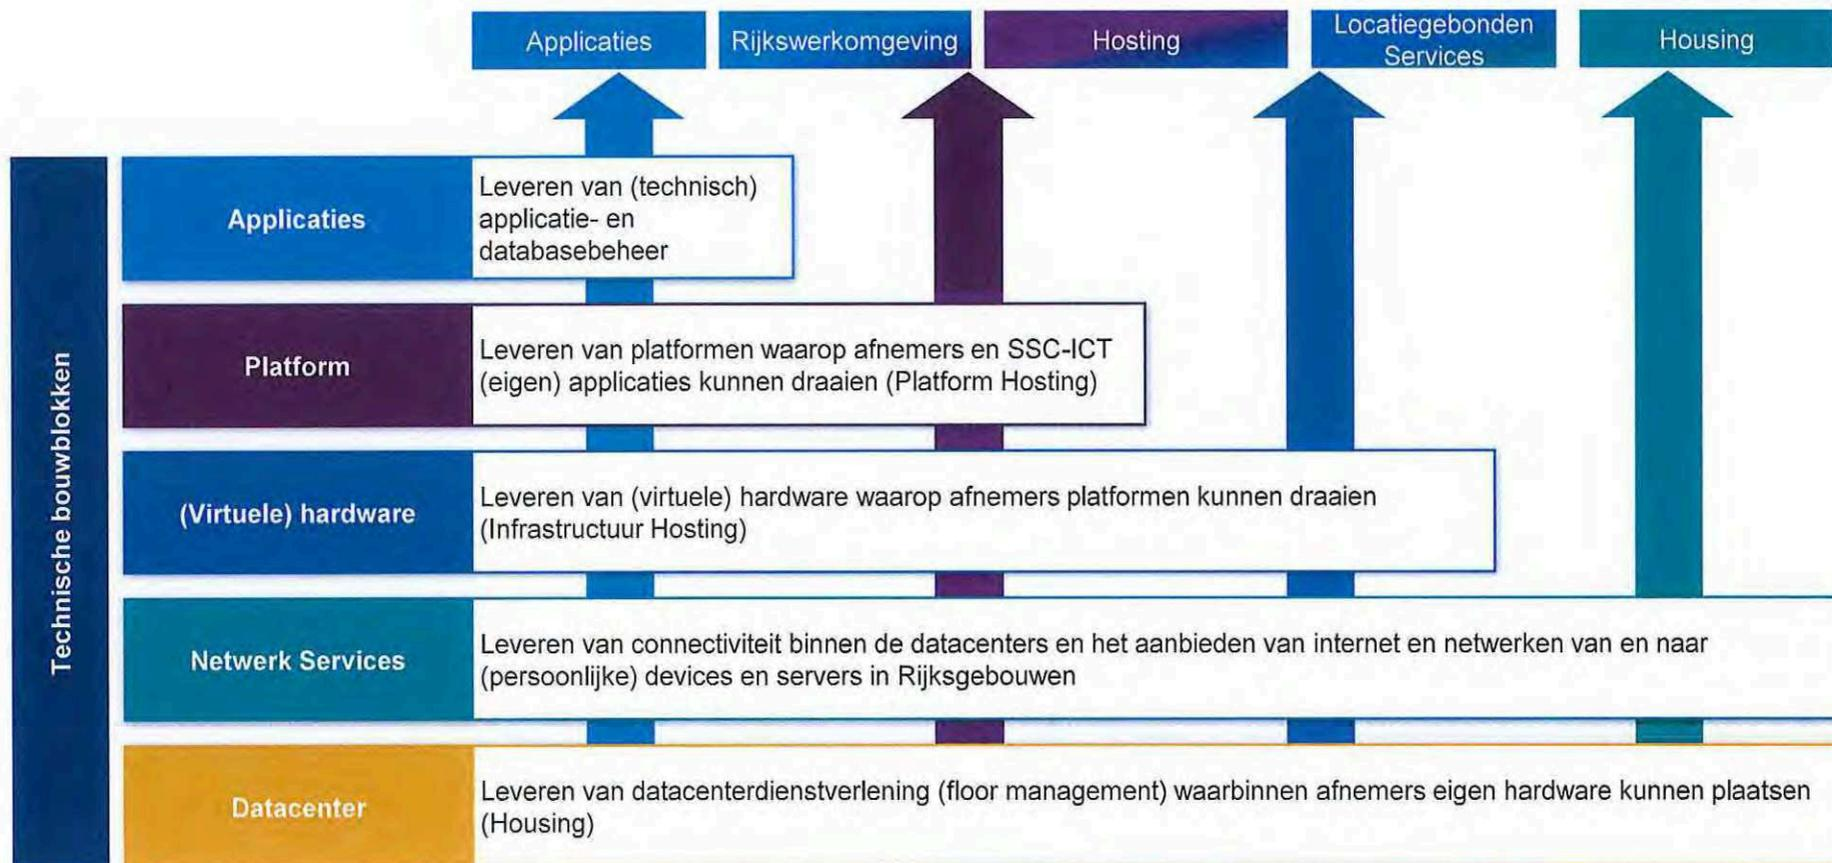 Applicaties
Rijkswerkomgeving
Hosting
Locatiegebonden
Services
Housing
Technische bouwblokken
Applicaties
Leveren van (technisch)
applicatie- en
databasebeheer
Platform
Leveren van platformen waarop afnemers en SSC-ICT
(eigen) applicaties kunnen draaien (Platform Hosting)
(Virtuele) hardware
Leveren van (virtuele) hardware waarop afnemers platformen kunnen draaien
(Infrastructuur Hosting)
Netwerk Services
Leveren van connectiviteit binnen de datacenters en het aanbieden van internet en netwerken van en naar
(persoonlijke) devices en servers in Rijksgebouwen
Datacenter
Leveren van datacenterdienstverlening (floor management) waarbinnen afnemers eigen hardware kunnen plaatsen
(Housing)